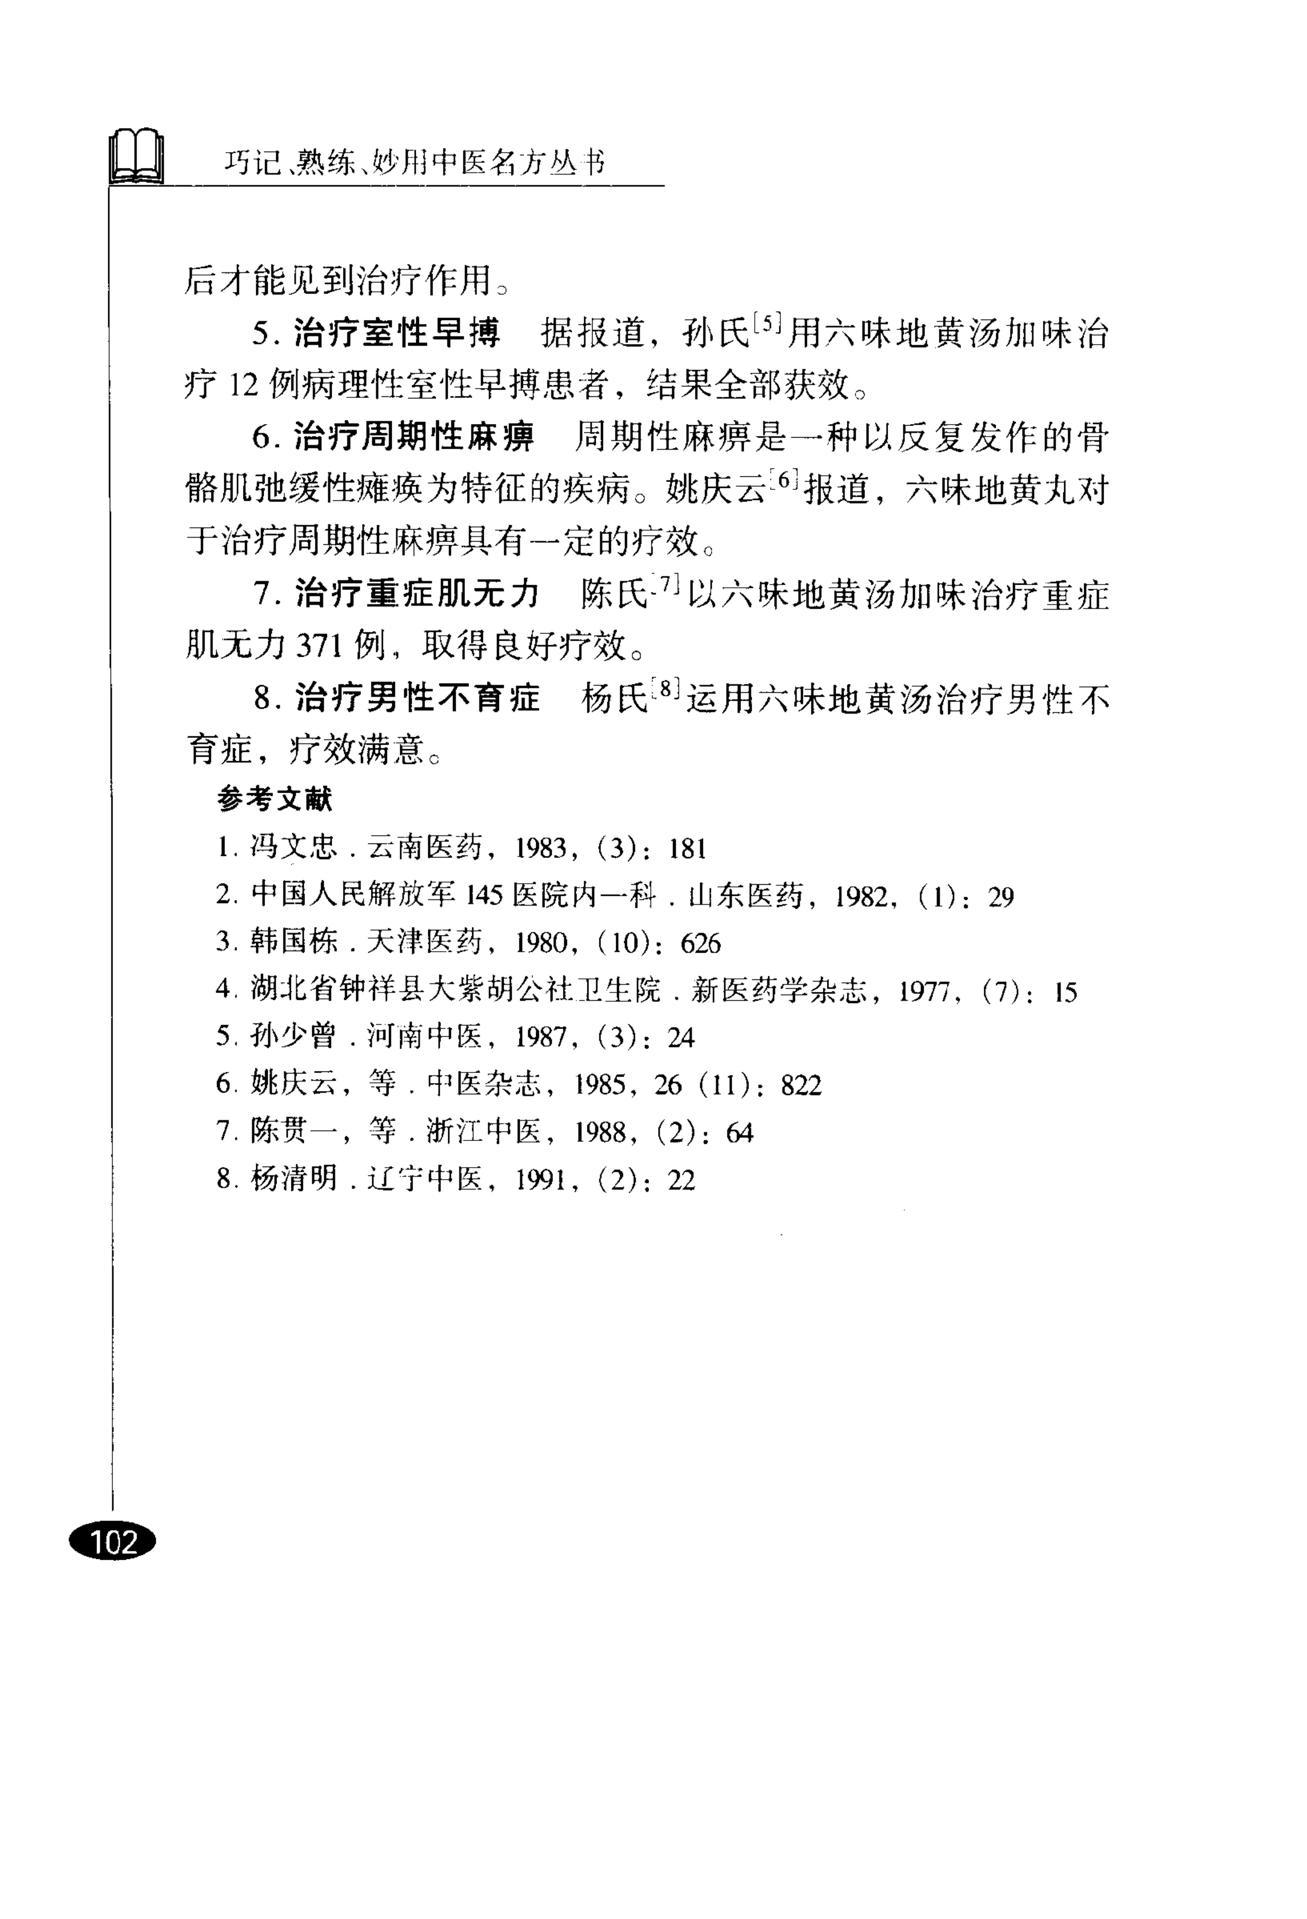 巧记、熟练、妙用中医名方丛书
后才能见到治疗作用。
5. 治疗室性早搏 据报道，孙氏[5]用六味地黄汤加味治
疗 12 例病理性室性早搏患者，结果全部获效。
6. 治疗周期性麻痹 周期性麻痹是一种以反复发作的骨
骼肌弛缓性瘫痪为特征的疾病。姚庆云[6]报道，六味地黄丸对
于治疗周期性麻痹具有一定的疗效。
7. 治疗重症肌无力 陈氏[7]以六味地黄汤加味治疗重症
肌无力 371 例，取得良好疗效。
8. 治疗男性不育症 杨氏[8]运用六味地黄汤治疗男性不
育症，疗效满意。
参考文献
1. 冯文忠．云南医药，1983，(3)：181
2. 中国人民解放军 145 医院内一科．山东医药，1982，(1)：29
3. 韩国栋．天津医药，1980，(10)：626
4. 湖北省钟祥县大紫胡公社卫生院．新医药学杂志，1977，(7)：15
5. 孙少曾．河南中医，1987，(3)：24
6. 姚庆云，等．中医杂志，1985，26 (11)：822
7. 陈贯一，等．浙江中医，1988，(2)：64
8. 杨清明．辽宁中医，1991，(2)：22
102